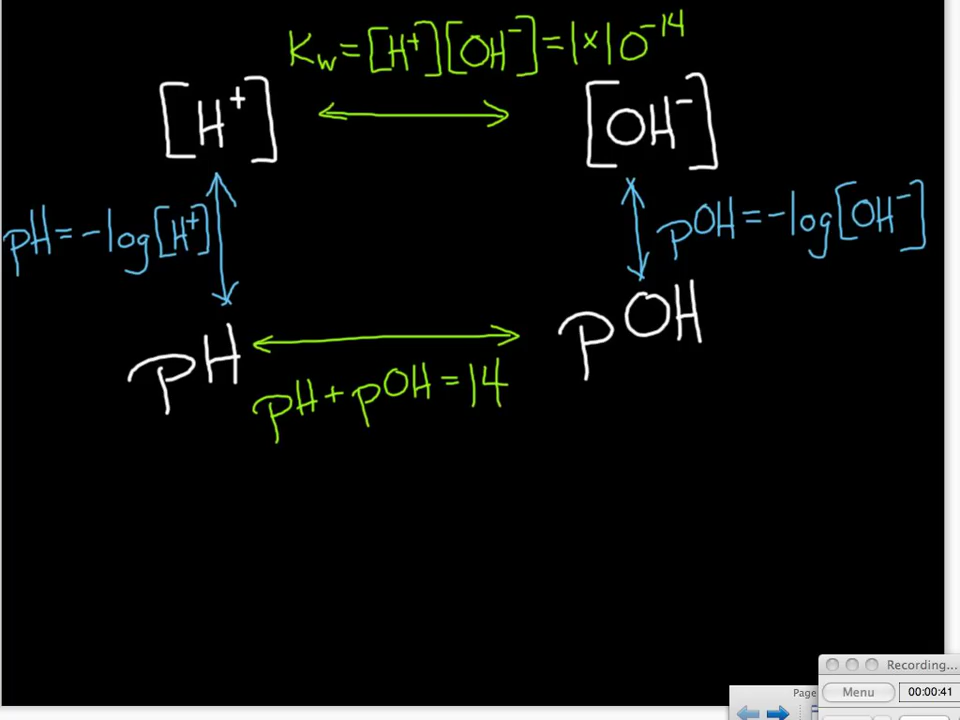 Kw = [H⁺][OH⁻] = 1×10⁻¹⁴
[H⁺] [OH⁻]
pH = -log[H⁺] pOH = -log[OH⁻]
pH pOH
pH + pOH = 14
Recording...
Page Menu 00:00:41